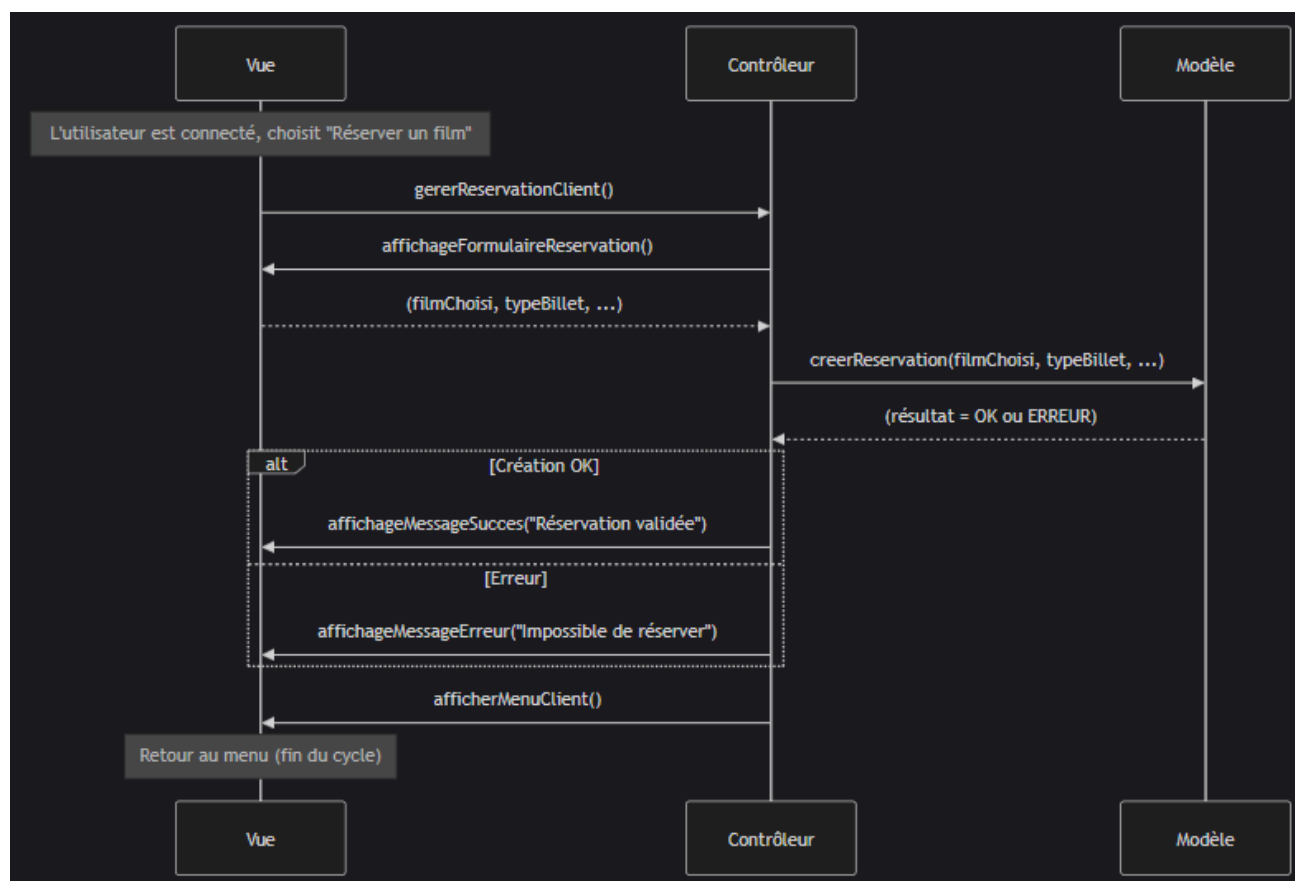 Vue
Contrôleur
Modèle
L'utilisateur est connecté, choisit "Réserver un film"
gererReservationClient()
affichageFormulaireReservation()
(filmChoisi, typeBillet, ...)
creerReservation(filmChoisi, typeBillet, ...)
(résultat = OK ou ERREUR)
alt
[Création OK]
affichageMessageSucces("Réservation validée")
[Erreur]
affichageMessageErreur("Impossible de réserver")
afficherMenuClient()
Retour au menu (fin du cycle)
Vue
Contrôleur
Modèle